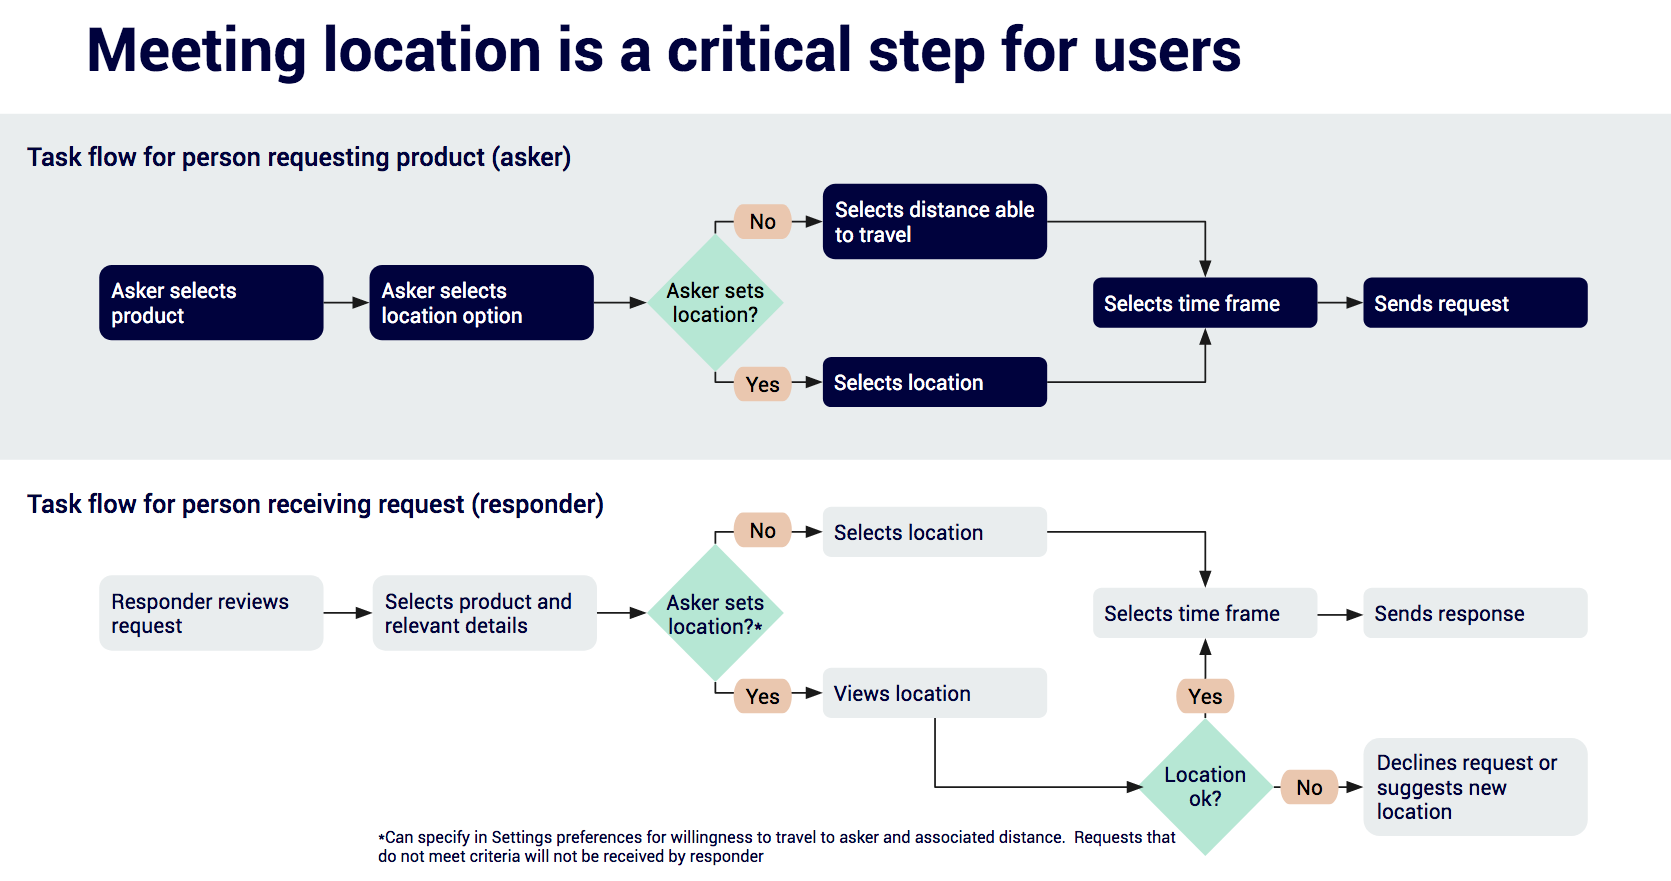 Meeting location is a critical step for users
Task flow for person requesting product (asker)
Asker selects
product
Asker selects
location option
Asker sets
location?
No
Yes
Selects distance able
to travel
Selects location
Selects time frame
Sends request
Task flow for person receiving request (responder)
Responder reviews
request
Selects product and
relevant details
Asker sets
location?*
No
Yes
Selects location
Views location
Selects time frame
Sends response
Yes
Location
ok?
No
Declines request or
suggests new
location
*Can specify in Settings preferences for willingness to travel to asker and associated distance.  Requests that
do not meet criteria will not be received by responder